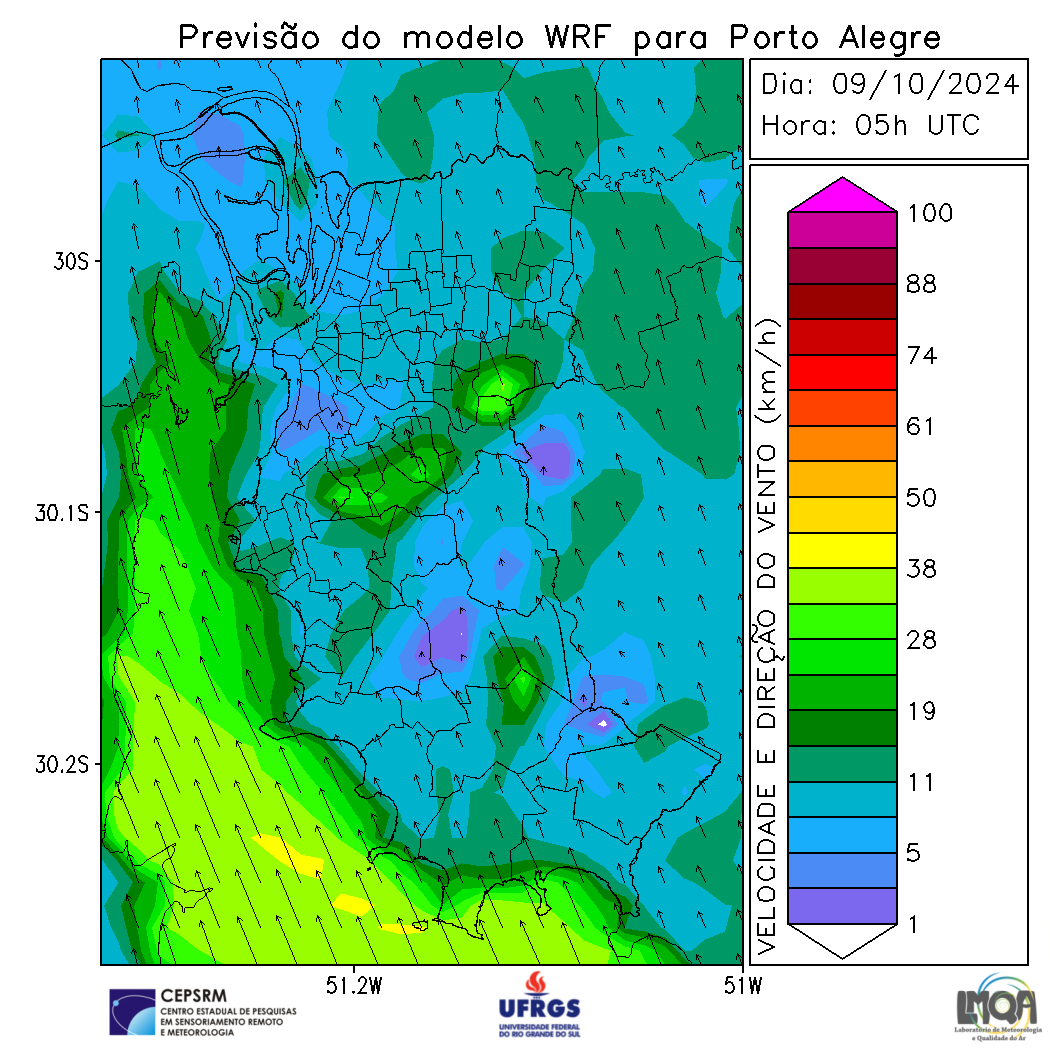 Previsão do modelo WRF para Porto Alegre
Dia: 09/10/2024
Hora: 05h UTC
VELOCIDADE E DIREÇÃO DO VENTO (km/h)
100
88
74
61
50
38
28
19
11
5
1
30S
30.1S
30.2S
51.2W
51W
CEPSRM
CENTRO ESTADUAL DE PESQUISAS
EM SENSORIAMENTO REMOTO
E METEOROLOGIA
UFRGS
UNIVERSIDADE FEDERAL
DO RIO GRANDE DO SUL
LMQA
Laboratório de Meteorologia
e Qualidade do Ar